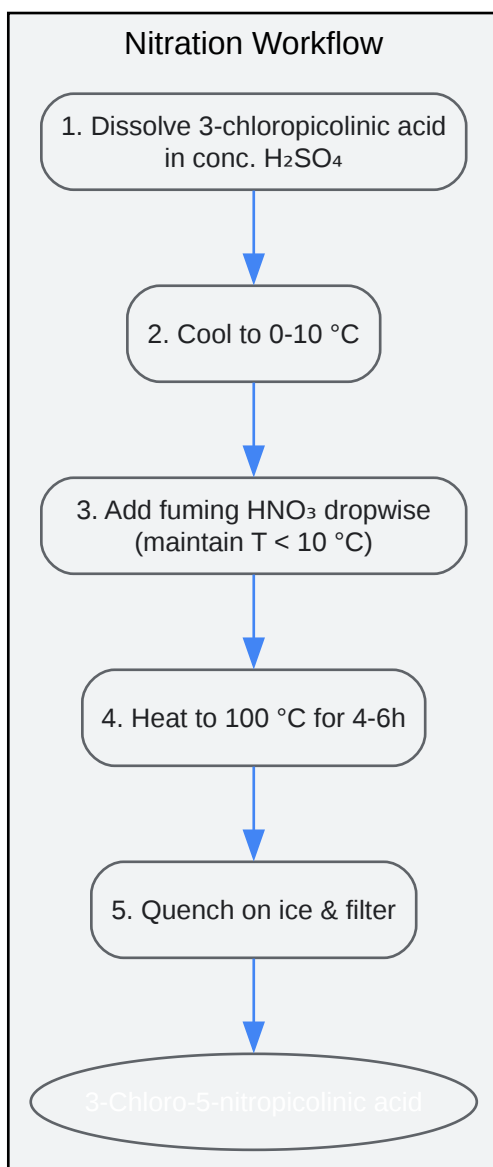 Nitration Workflow
1. Dissolve 3-chloropicolinic acid
in conc. H₂SO₄
2. Cool to 0-10 °C
3. Add fuming HNO₃ dropwise
(maintain T < 10 °C)
4. Heat to 100 °C for 4-6h
5. Quench on ice & filter
3-Chloro-5-nitropicolinic acid